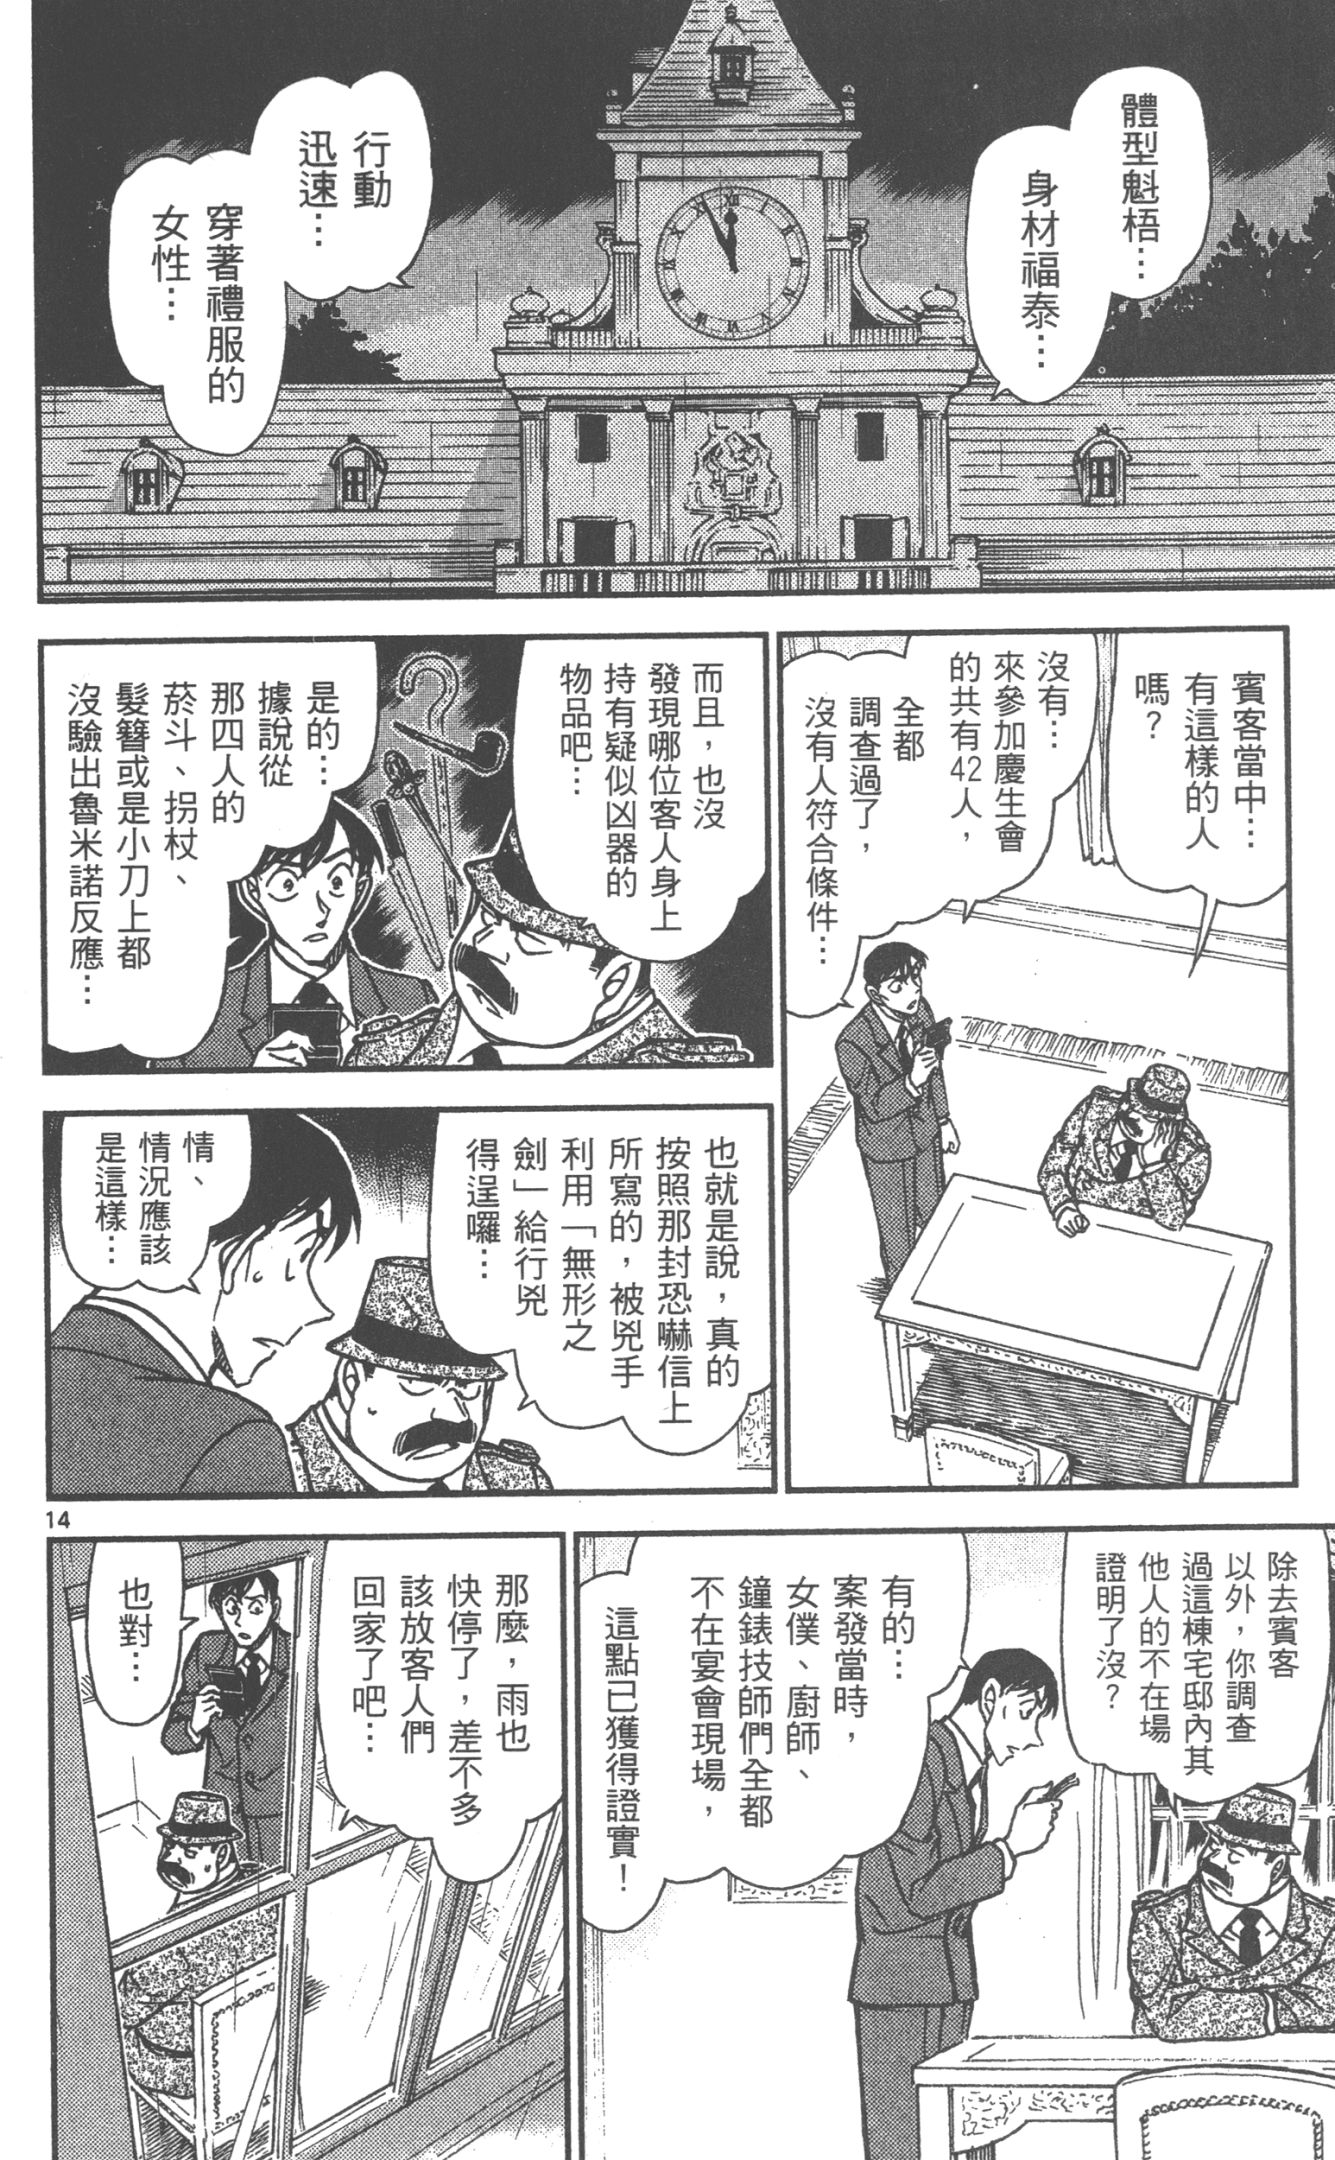 體型魁梧…
身材福泰…
行動
迅速…
穿著禮服的
女性…
賓客當中…
有這樣的人
嗎？
沒有…
來參加慶生會
的共有42人，
全都
調查過了，
沒有人符合條件…
而且，也沒
發現哪位客人身上
持有疑似凶器的
物品吧…
是的…
據說從
那四人的
菸斗、拐杖、
髮簪或是小刀上都
沒驗出魯米諾反應…
也就是說，真的
按照那封恐嚇信上
所寫的，被兇手
利用「無形之
劍」給行兇
得逞囉…
情、
情況應該
是這樣…
14
除去賓客
以外，你調查
過這棟宅邸內其
他人的不在場
證明了沒？
有的…
案發當時，
女僕、廚師、
鐘錶技師們全都
不在宴會現場，
這點已獲得證實！
那麼，雨也
快停了，差不多
該放客人們
回家了吧…
也對…